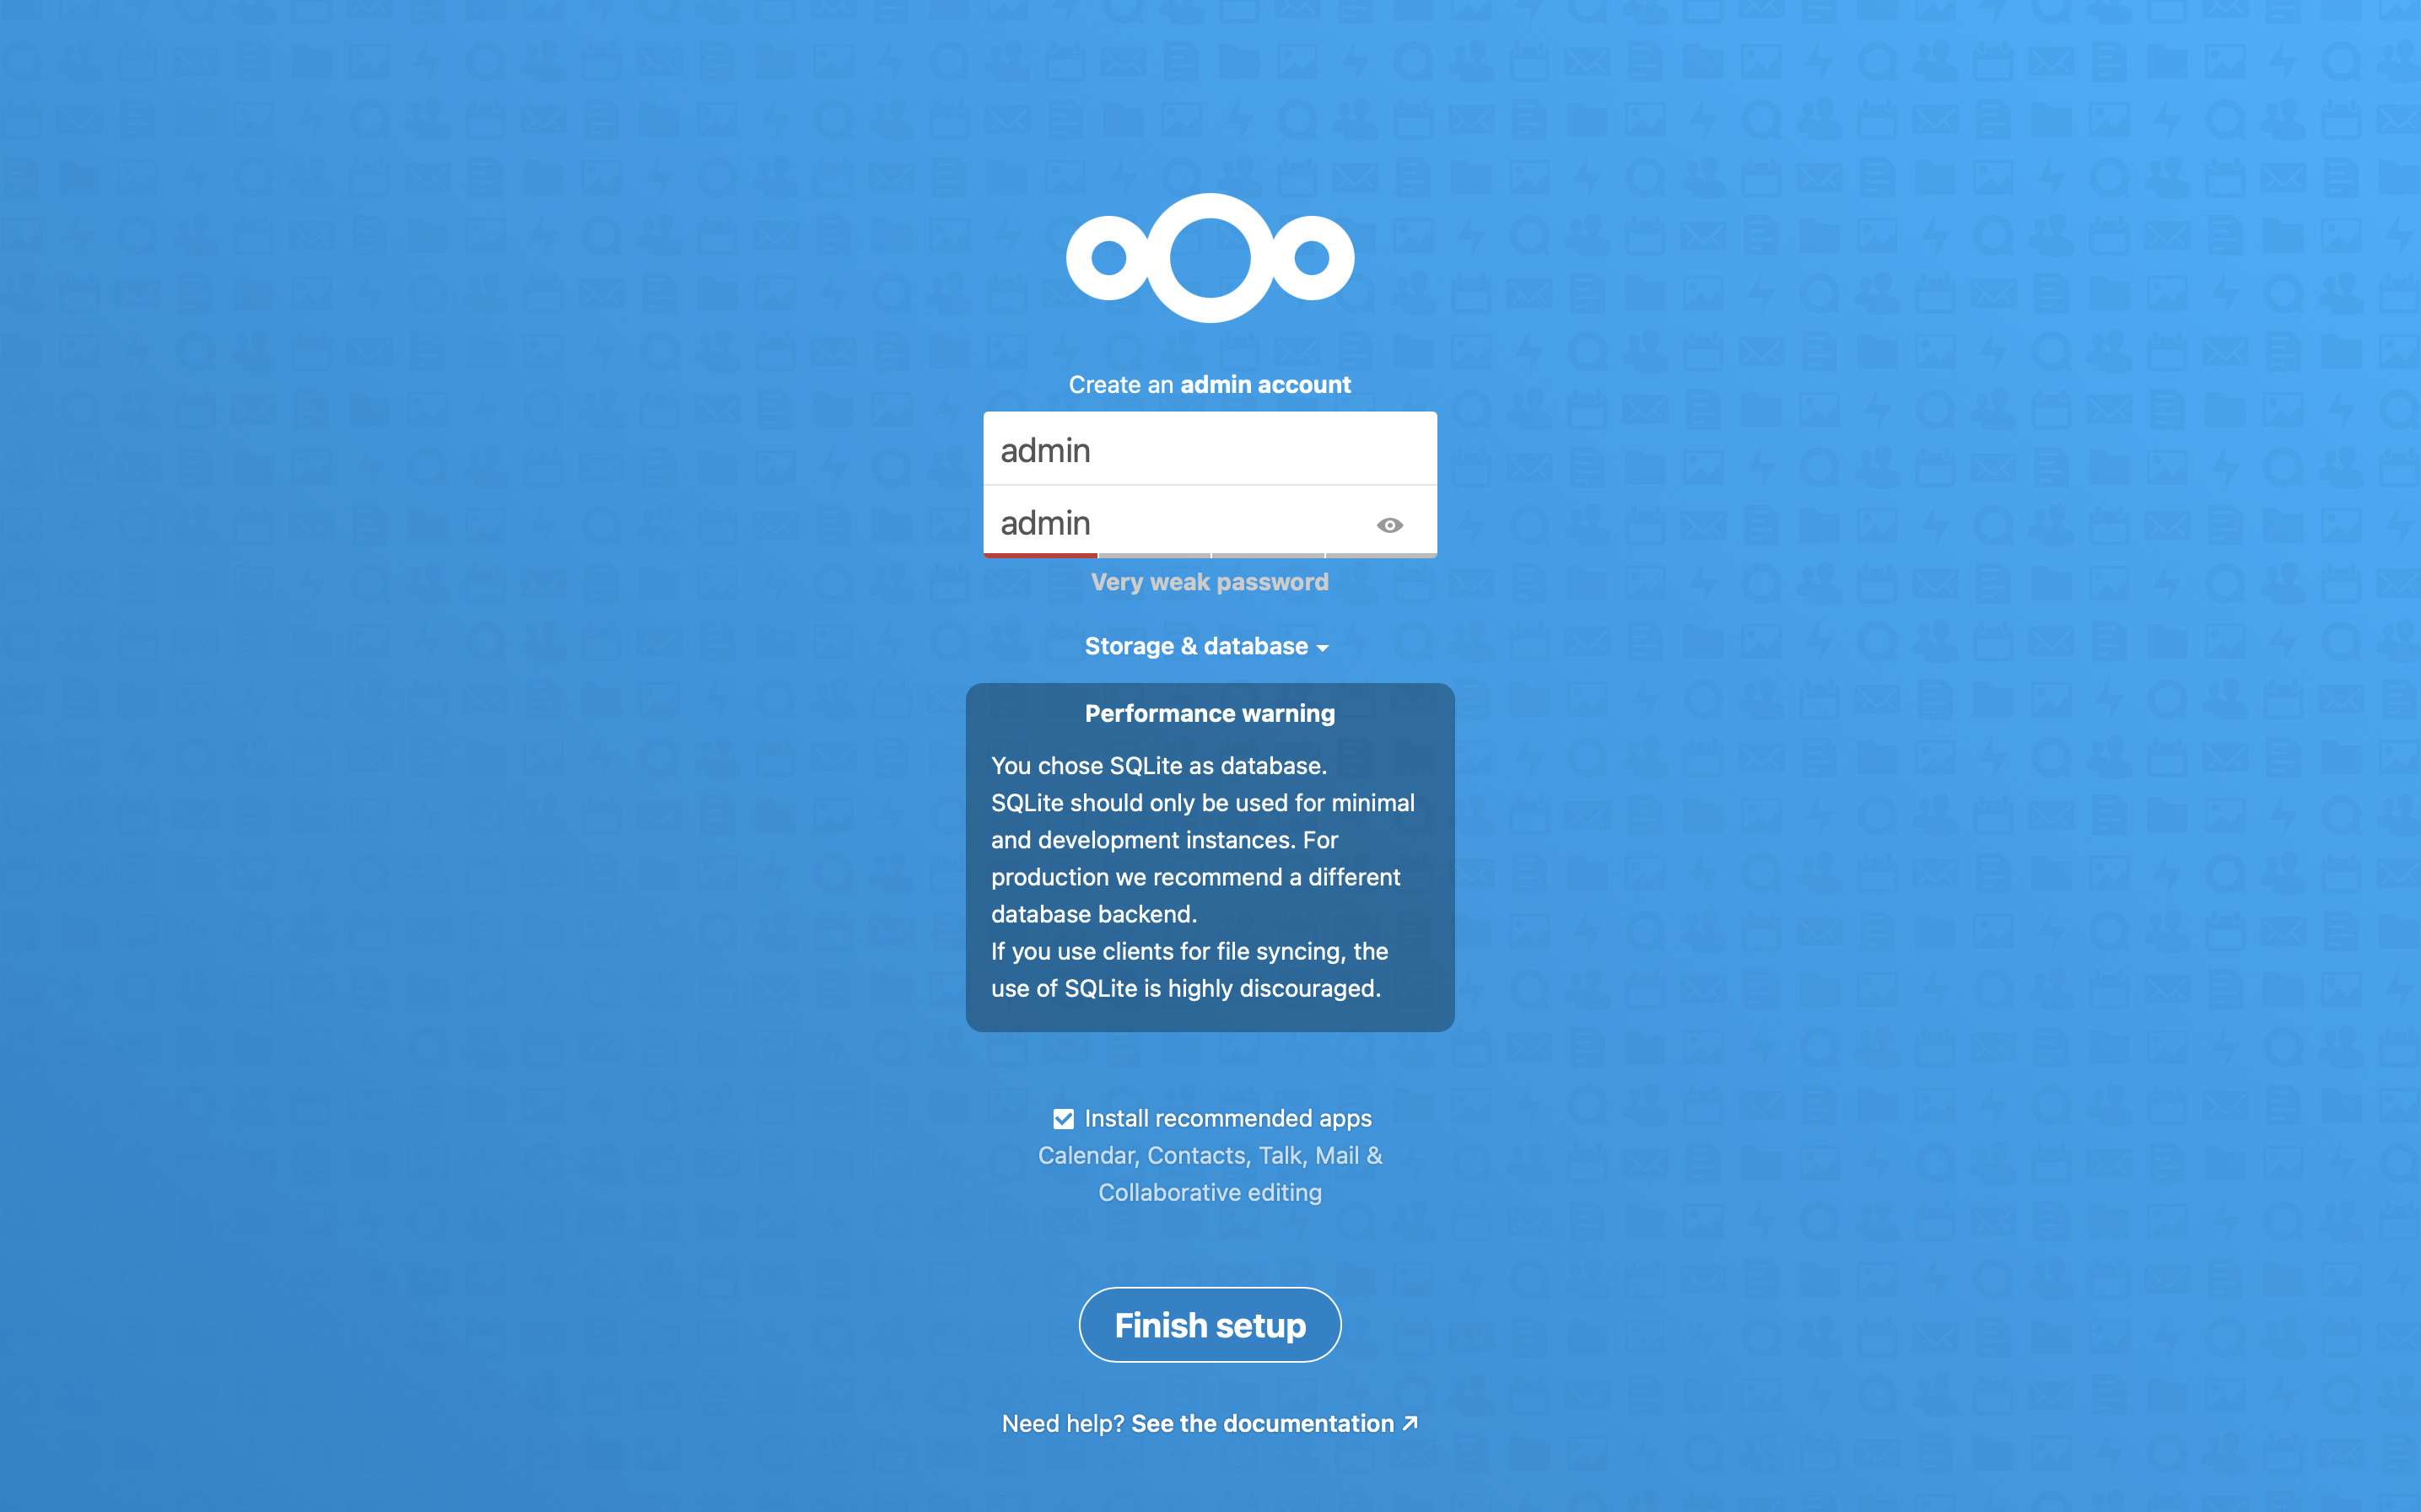 Create an admin account
admin
admin
Very weak password
Storage & database
Performance warning
You chose SQLite as database.
SQLite should only be used for minimal
and development instances. For
production we recommend a different
database backend.
If you use clients for file syncing, the
use of SQLite is highly discouraged.
Install recommended apps
Calendar, Contacts, Talk, Mail &
Collaborative editing
Finish setup
Need help? See the documentation ↗